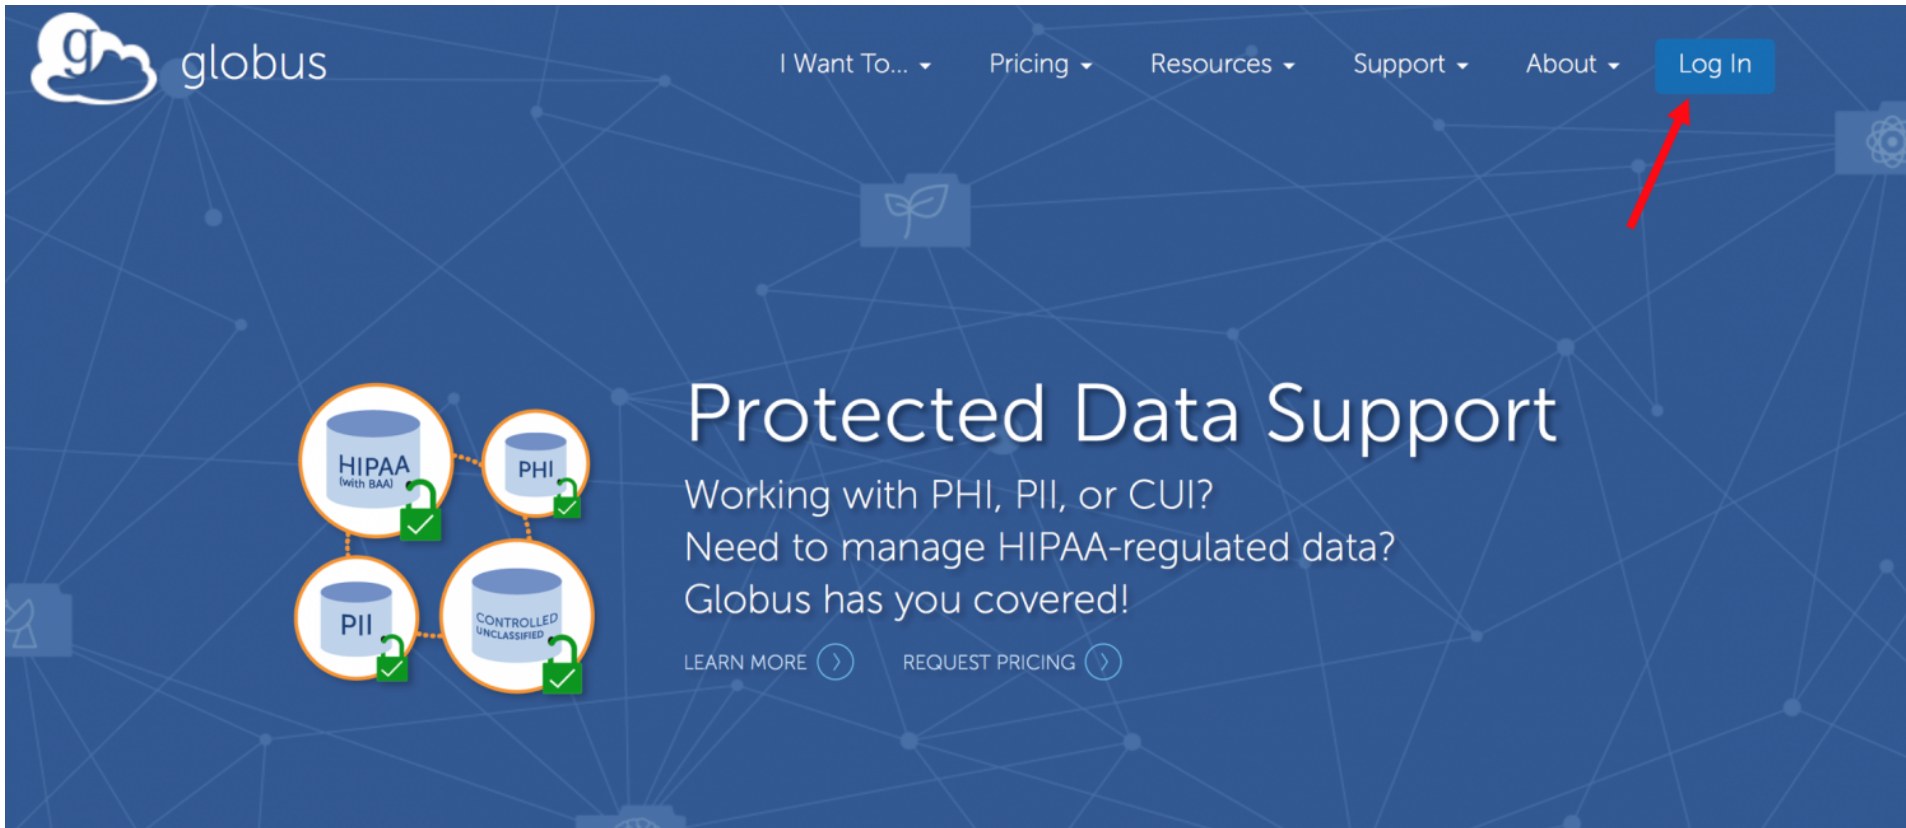 g
globus
I Want To...
Pricing
Resources
Support
About
Log In
Protected Data Support
Working with PHI, PII, or CUI?
Need to manage HIPAA-regulated data?
Globus has you covered!
LEARN MORE
REQUEST PRICING
HIPAA
(with BAA)
PHI
PII
CONTROLLED
UNCLASSIFIED